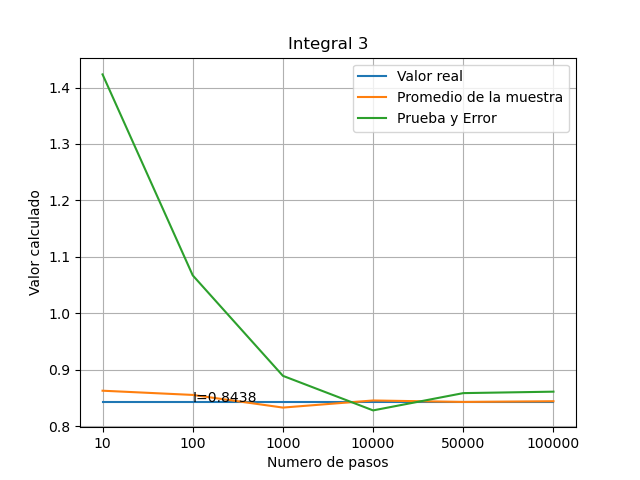 Integral 3
Valor real
Promedio de la muestra
Prueba y Error
Valor calculado
1.4
1.3
1.2
1.1
1.0
0.9
0.8
I=0.8438
10 100 1000 10000 50000 100000
Numero de pasos